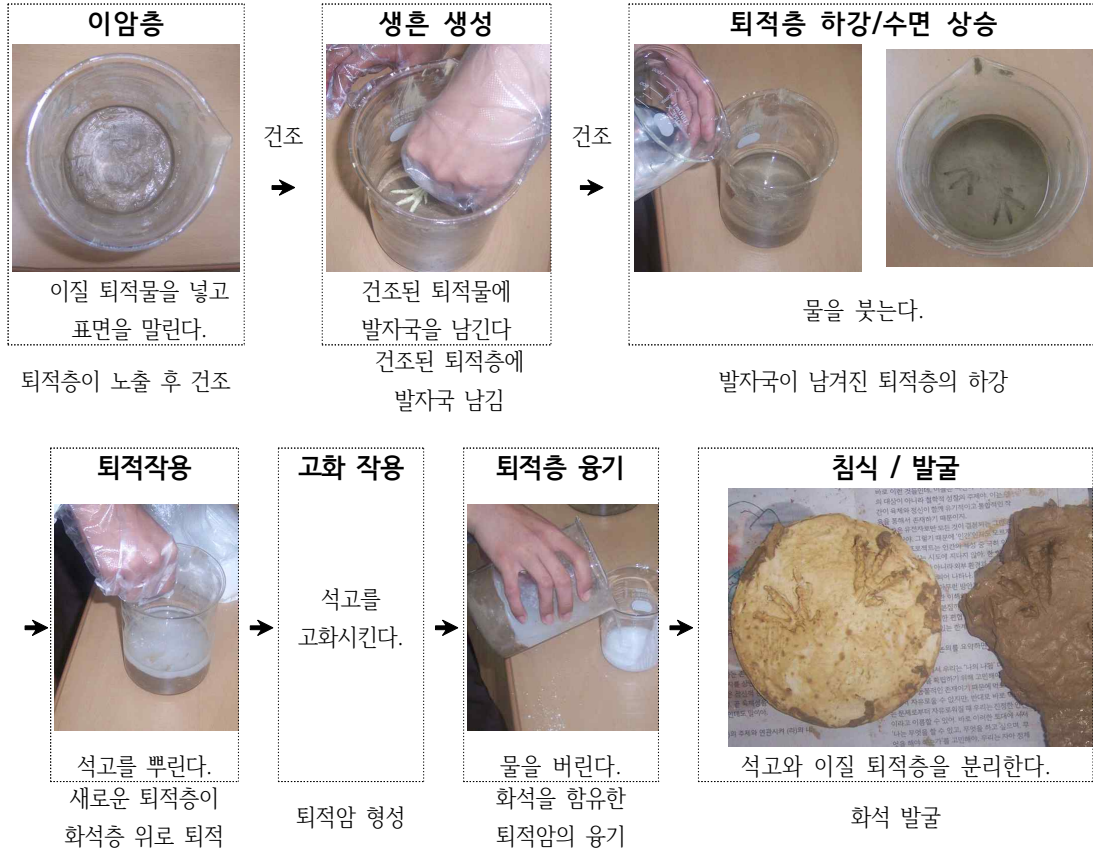 이암층
생흔 생성
퇴적층 하강/수면 상승
건조
건조
이질 퇴적물을 넣고
표면을 말린다.
건조된 퇴적물에
발자국을 남긴다
물을 붓는다.
퇴적층이 노출 후 건조
건조된 퇴적층에
발자국 남김
발자국이 남겨진 퇴적층의 하강
퇴적작용
고화 작용
퇴적층 융기
침식 / 발굴
석고를
고화시킨다.
석고를 뿌린다.
물을 버린다.
석고와 이질 퇴적층을 분리한다.
새로운 퇴적층이
화석층 위로 퇴적
퇴적암 형성
화석을 함유한
퇴적암의 융기
화석 발굴